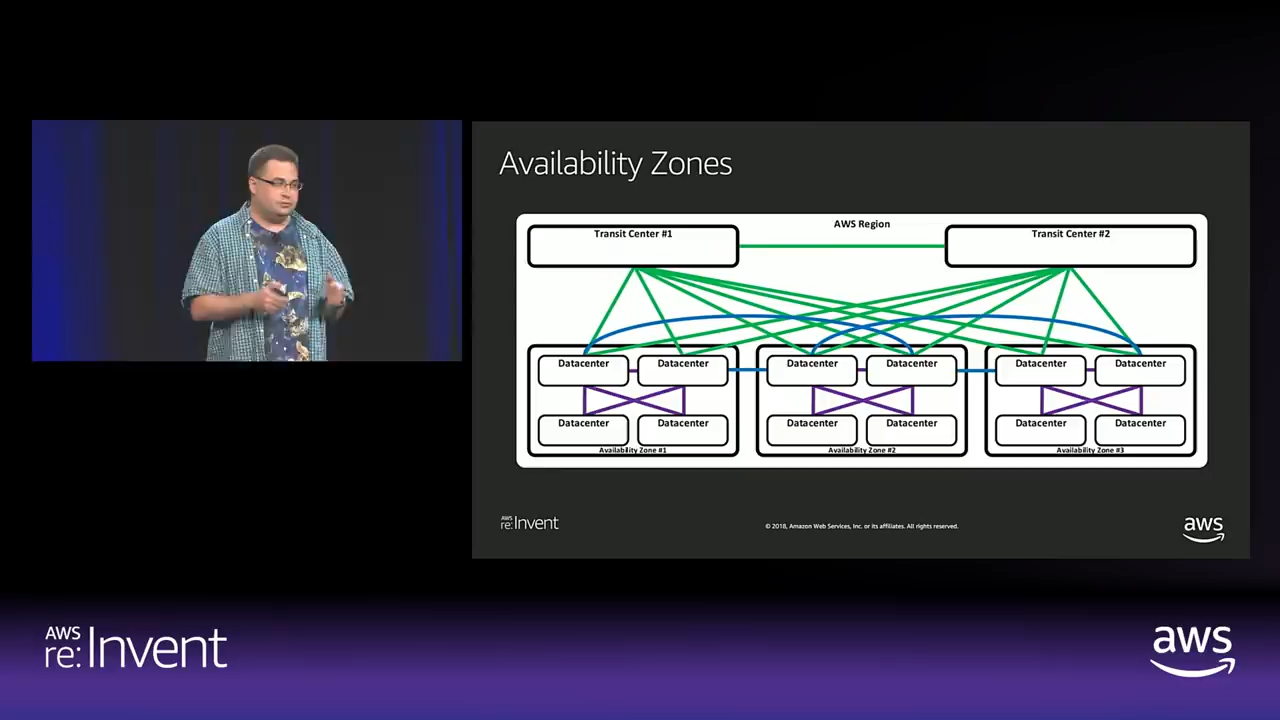 Availability Zones
AWS Region
Transit Center #1
Transit Center #2
Datacenter Datacenter Datacenter Datacenter Datacenter Datacenter
Datacenter Datacenter Datacenter Datacenter Datacenter Datacenter
Availability Zone #1 Availability Zone #2 Availability Zone #3
AWS
re:Invent
© 2018, Amazon Web Services, Inc. or its affiliates. All rights reserved.
aws
AWS
re:Invent
aws